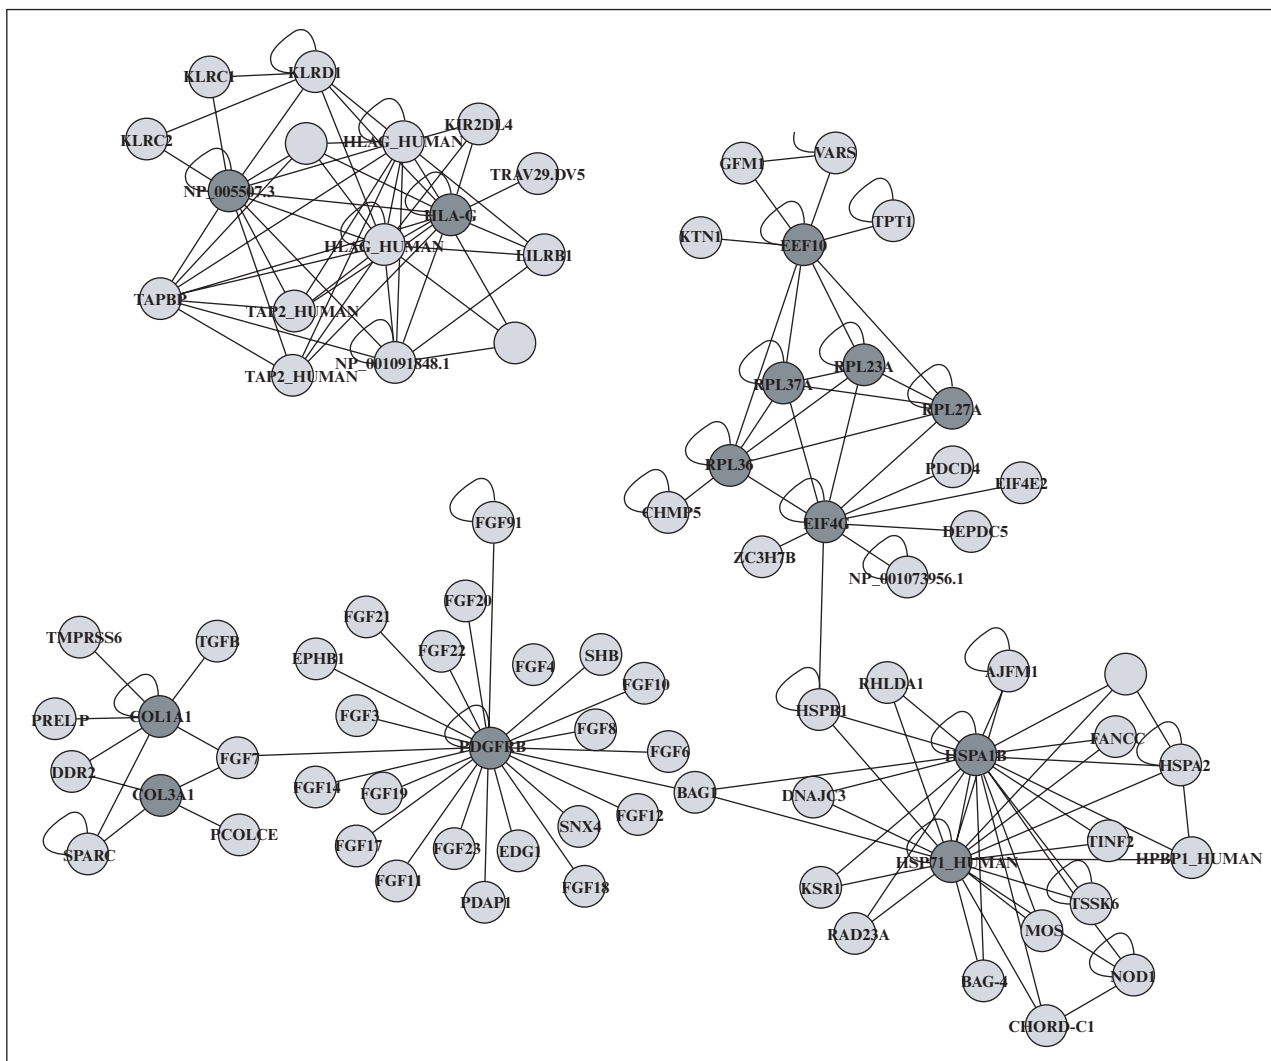 KLRC1
KLRD1
KLRC2
HLAG_HUMAN
KIR2DL4
TRAV29.DV5
NP_005507.3
HLA-G
HLAG_HUMAN
LILRB1
TAPBP
TAP2_HUMAN
TAP2_HUMAN
NP_001091848.1
GFM1
VARS
TPT1
KTN1
EEF10
RPL23A
RPL37A
RPL27A
RPL36
PDCD4
EIF4E2
CHMP5
EIF4G
DEPDC5
ZC3H7B
NP_001073956.1
FGF91
FGF20
FGF21
FGF22
FGF4
SHB
EPHB1
FGF10
FGF3
FGF8
PDGFRB
FGF6
FGF14
FGF19
FGF12
SNX4
FGF17
FGF23
EDG1
FGF11
FGF18
PDAP1
TMPRSS6
TGFB
PREL P
COL1A1
DDR2
FGF7
COL3A1
PCOLCE
SPARC
BAG1
HSPB1
RHLDA1
AJFM1
FANCC
HSPA1B
HSPA2
DNAJC3
TINF2
HSP71_HUMAN
HPBP1_HUMAN
KSR1
TSSK6
RAD23A
MOS
BAG-4
NOD1
CHORD-C1